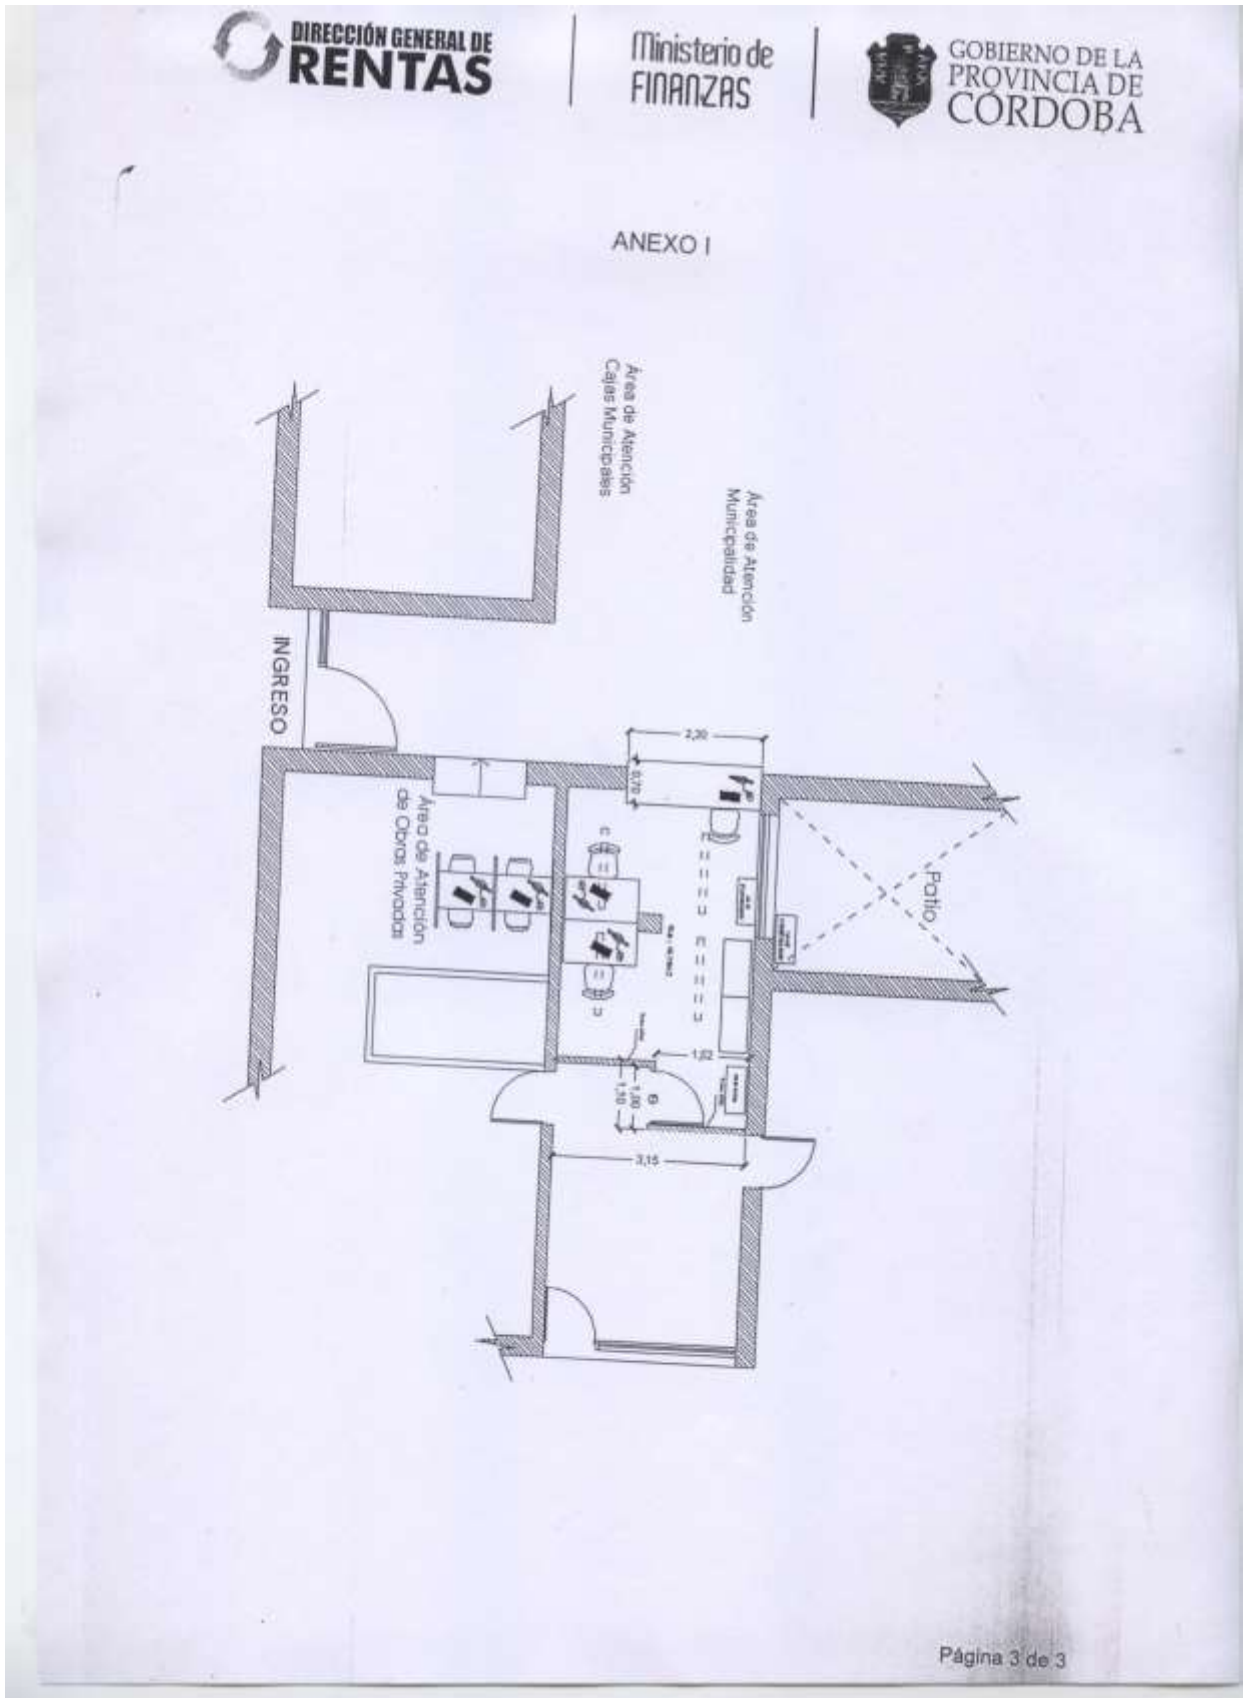 DIRECCIÓN GENERAL DE
RENTAS
Ministerio de
FINANZAS
GOBIERNO DE LA
PROVINCIA DE
CÓRDOBA
ANEXO I
Área de Atención
Cajas Municipales
Área de Atención
Municipalidad
INGRESO
2,20
0,70
Área de Atención
de Obras Privadas
Patio
1,52
1,00
1,30
3,15
Página 3 de 3